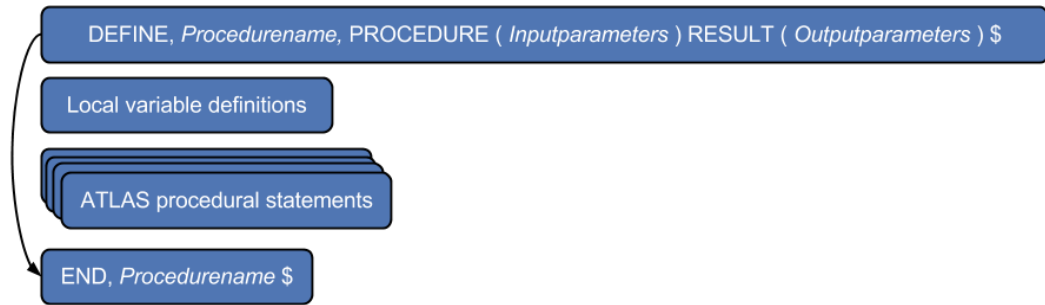 DEFINE, Procedurename, PROCEDURE ( Inputparameters ) RESULT ( Outputparameters ) $
Local variable definitions
ATLAS procedural statements
END, Procedurename $